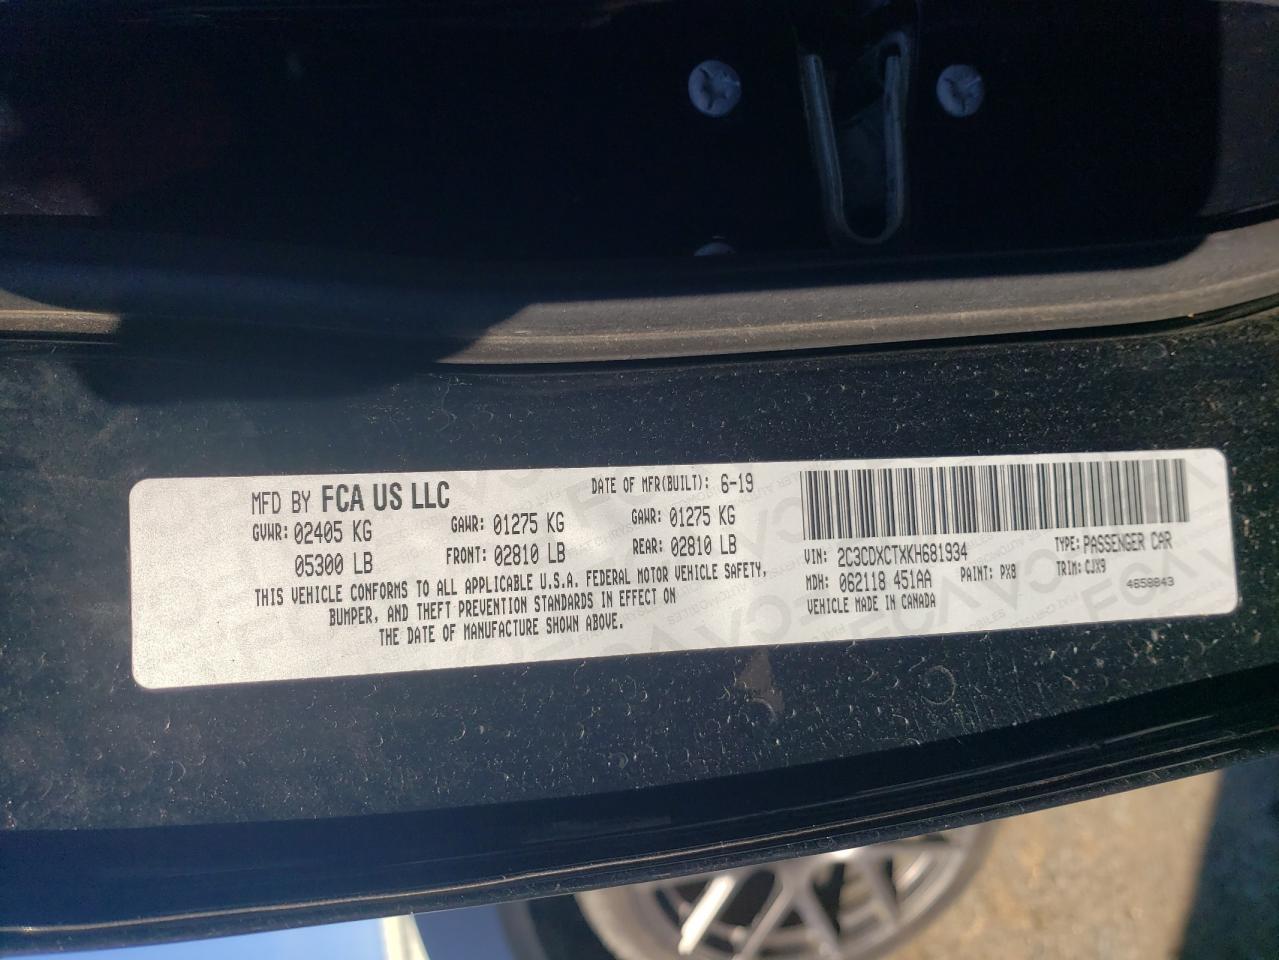 MFD BY FCA US LLC DATE OF MFR(BUILT): 6-19
GVWR: 02405 KG GAWR: 01275 KG GAWR: 01275 KG
05300 LB FRONT: 02810 LB REAR: 02810 LB
THIS VEHICLE CONFORMS TO ALL APPLICABLE U.S.A. FEDERAL MOTOR VEHICLE SAFETY,
BUMPER, AND THEFT PREVENTION STANDARDS IN EFFECT ON
THE DATE OF MANUFACTURE SHOWN ABOVE.
VIN: 2C3CDXCTXKH681934 TYPE: PASSENGER CAR
MDH: 062118 451AA PAINT: PX8 TRIM: CJX9
VEHICLE MADE IN CANADA 4658843